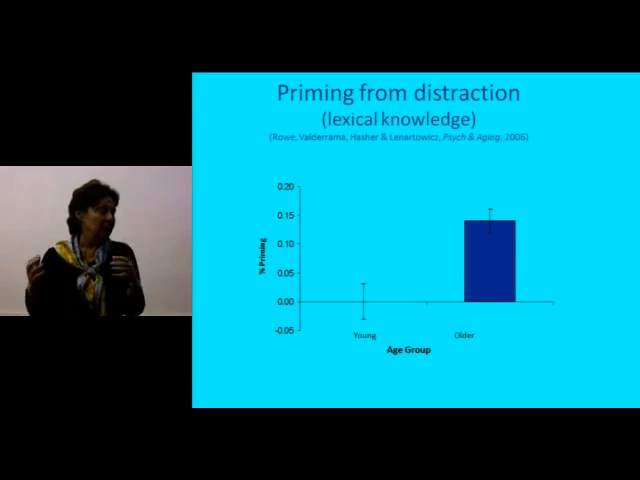 Priming from distraction
(lexical knowledge)
(Rowe, Valderrama, Hasher & Lenartowicz, Psych & Aging, 2006)
0.20
0.15
0.10
0.05
0.00
-0.05
% Priming
Young
Older
Age Group